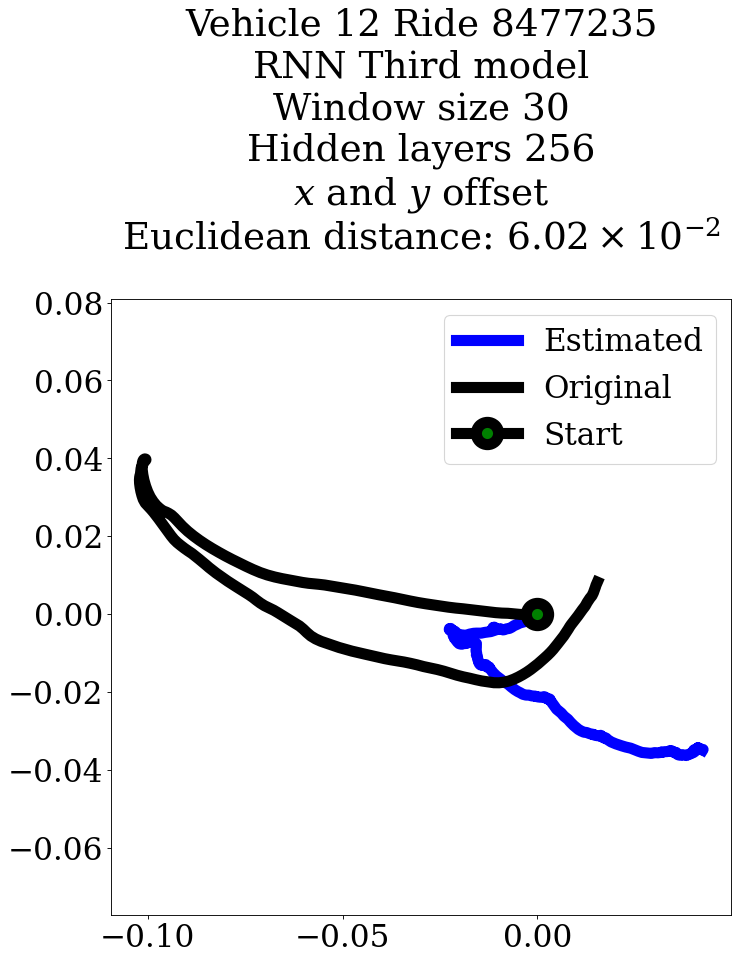 Vehicle 12 Ride 8477235
RNN Third model
Window size 30
Hidden layers 256
x and y offset
Euclidean distance: 6.02 × 10⁻²
Estimated
Original
Start
0.08
0.06
0.04
0.02
0.00
−0.02
−0.04
−0.06
−0.10 −0.05 0.00